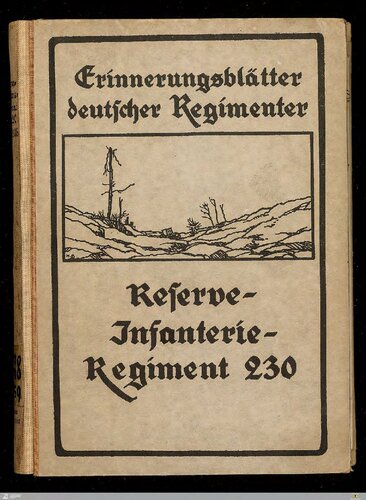 Erinnerungsblätter
deutscher Regimenter
Reserve-
Infanterie-
Regiment 230